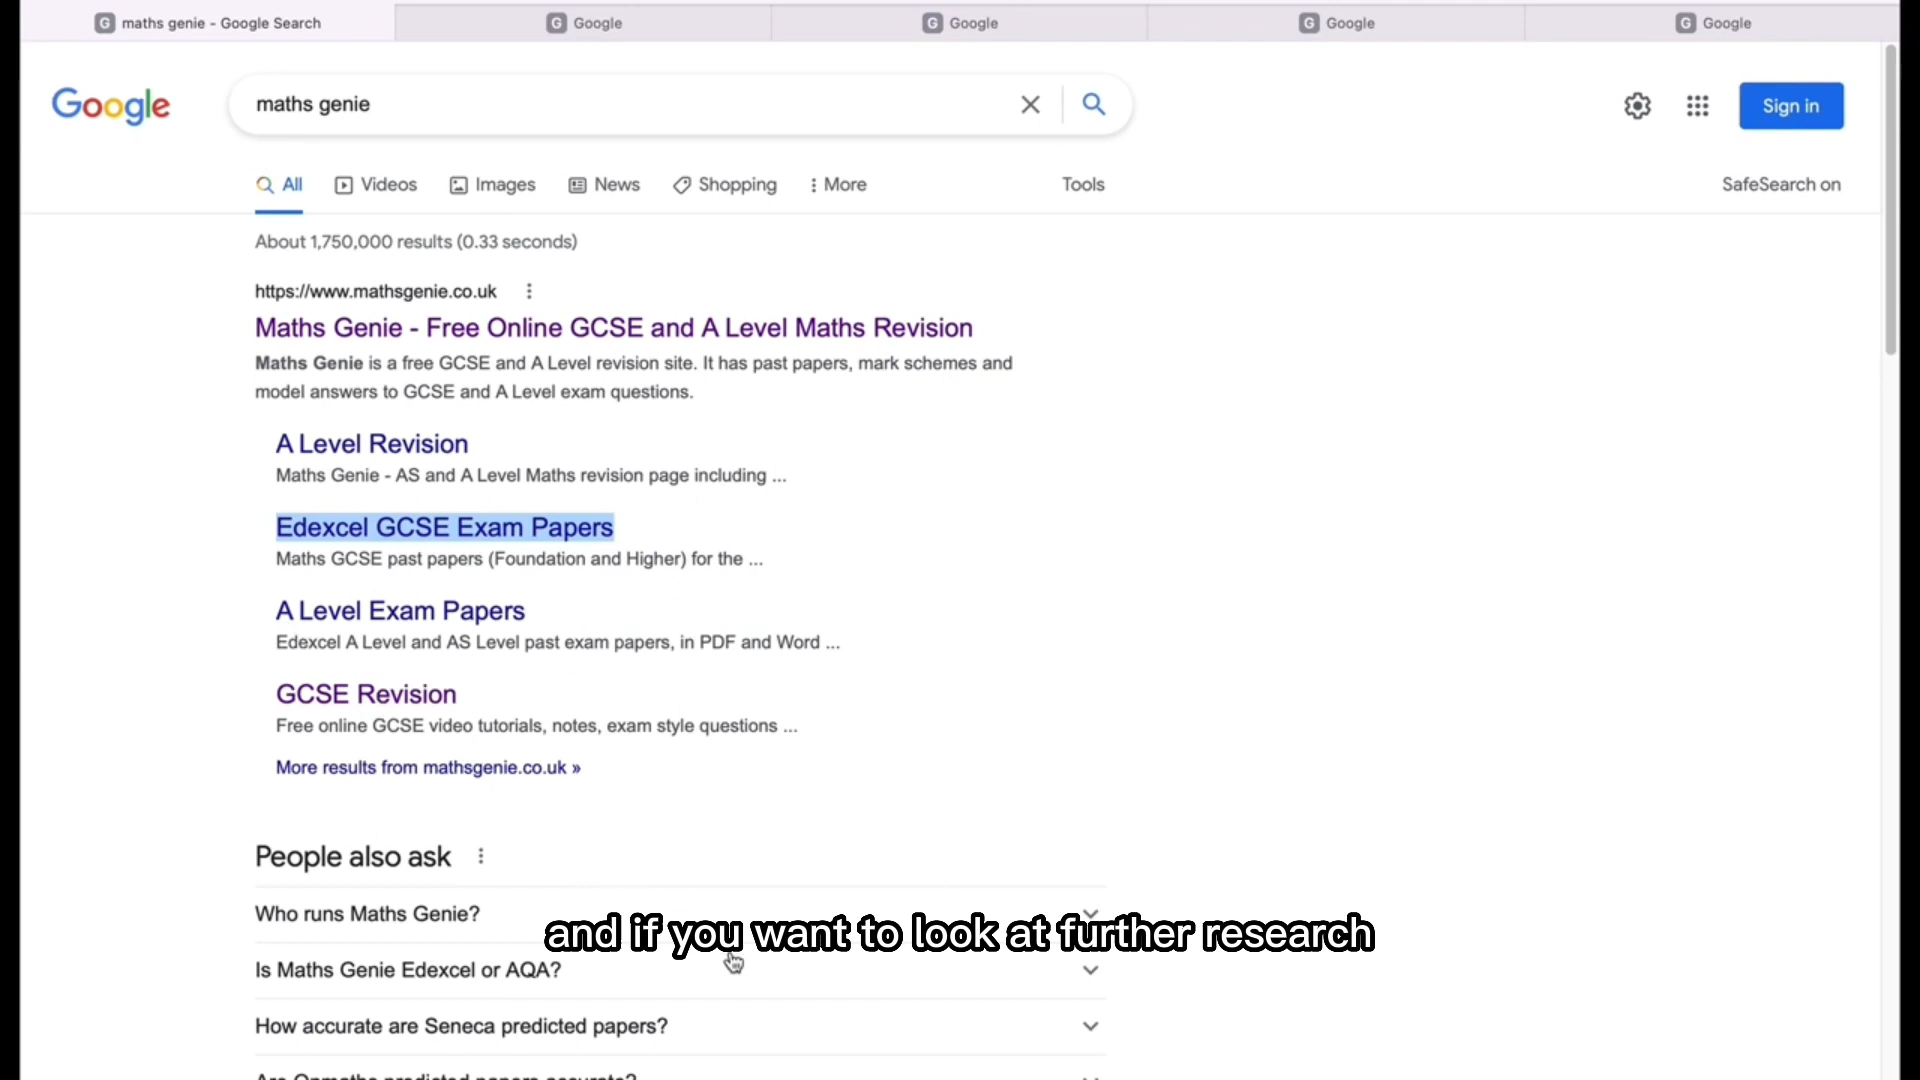 maths genie - Google Search
Google
Google
Google
Google
Google
maths genie
Sign in
All
Videos
Images
News
Shopping
More
Tools
SafeSearch on
About 1,750,000 results (0.33 seconds)
https://www.mathsgenie.co.uk
Maths Genie - Free Online GCSE and A Level Maths Revision
Maths Genie is a free GCSE and A Level revision site. It has past papers, mark schemes and
model answers to GCSE and A Level exam questions.
A Level Revision
Maths Genie - AS and A Level Maths revision page including ...
Edexcel GCSE Exam Papers
Maths GCSE past papers (Foundation and Higher) for the ...
A Level Exam Papers
Edexcel A Level and AS Level past exam papers, in PDF and Word ...
GCSE Revision
Free online GCSE video tutorials, notes, exam style questions ...
More results from mathsgenie.co.uk »
People also ask
Who runs Maths Genie?
and if you want to look at further research
Is Maths Genie Edexcel or AQA?
How accurate are Seneca predicted papers?